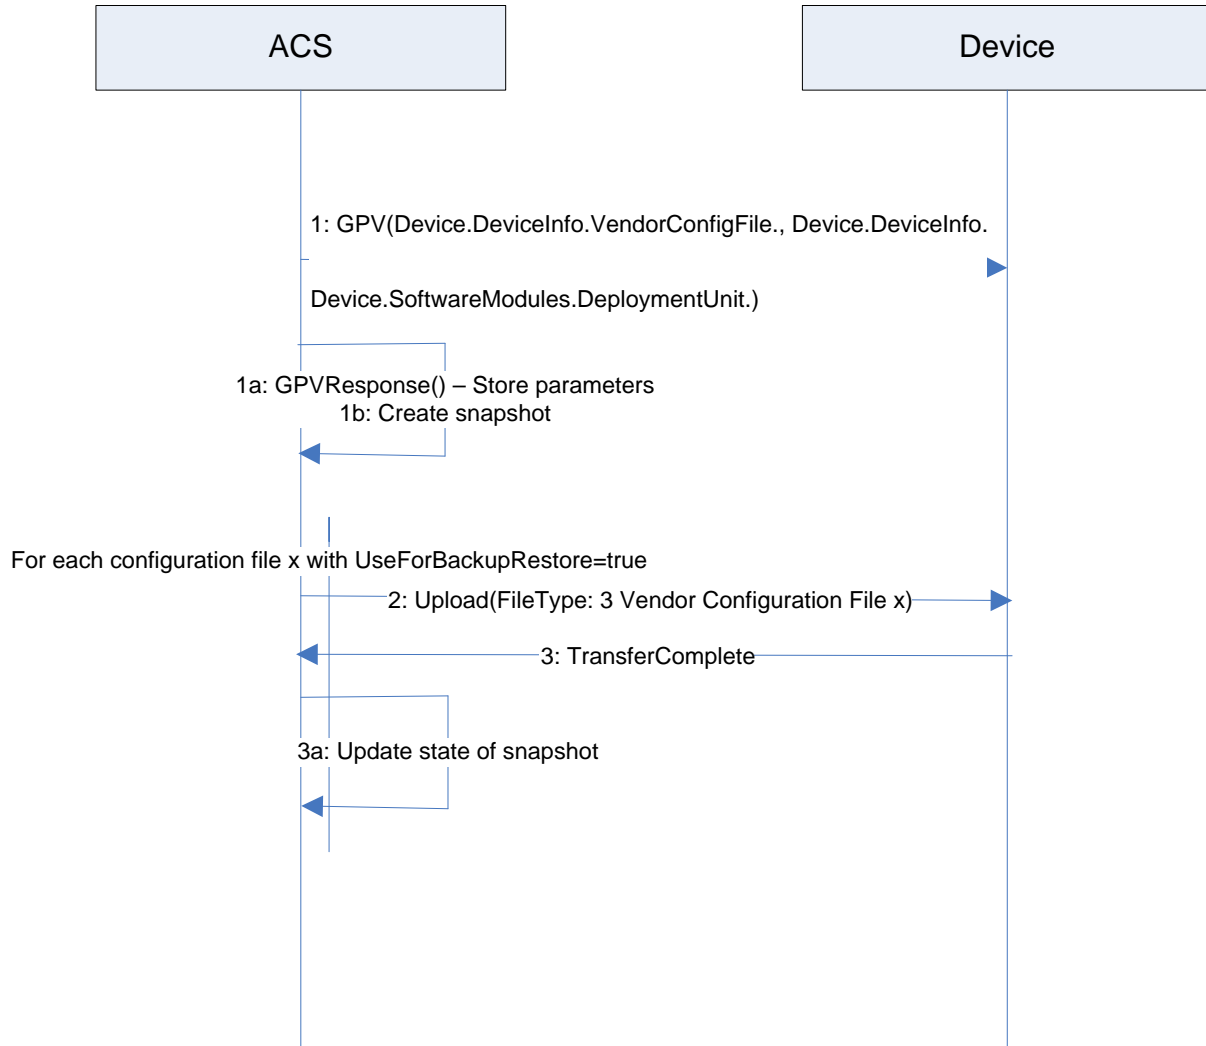 ACS
Device
1: GPV(Device.DeviceInfo.VendorConfigFile., Device.DeviceInfo.
Device.SoftwareModules.DeploymentUnit.)
1a: GPVResponse() – Store parameters
1b: Create snapshot
For each configuration file x with UseForBackupRestore=true
2: Upload(FileType: 3 Vendor Configuration File x)
3: TransferComplete
3a: Update state of snapshot